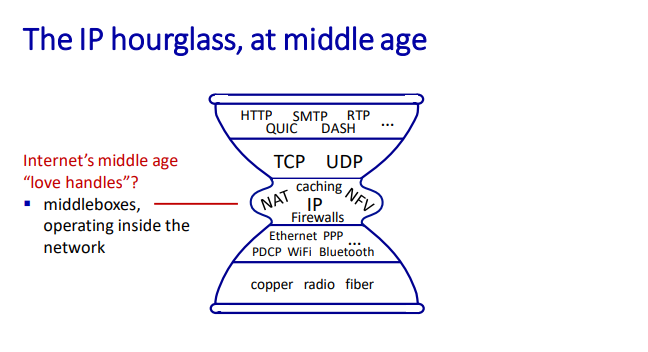 The IP hourglass, at middle age
HTTP SMTP RTP
QUIC DASH ...
TCP UDP
Internet's middle age
"love handles"?
▪ middleboxes,
operating inside the
network
caching
NAT IP NFV
Firewalls
Ethernet PPP ...
PDCP WiFi Bluetooth
copper radio fiber